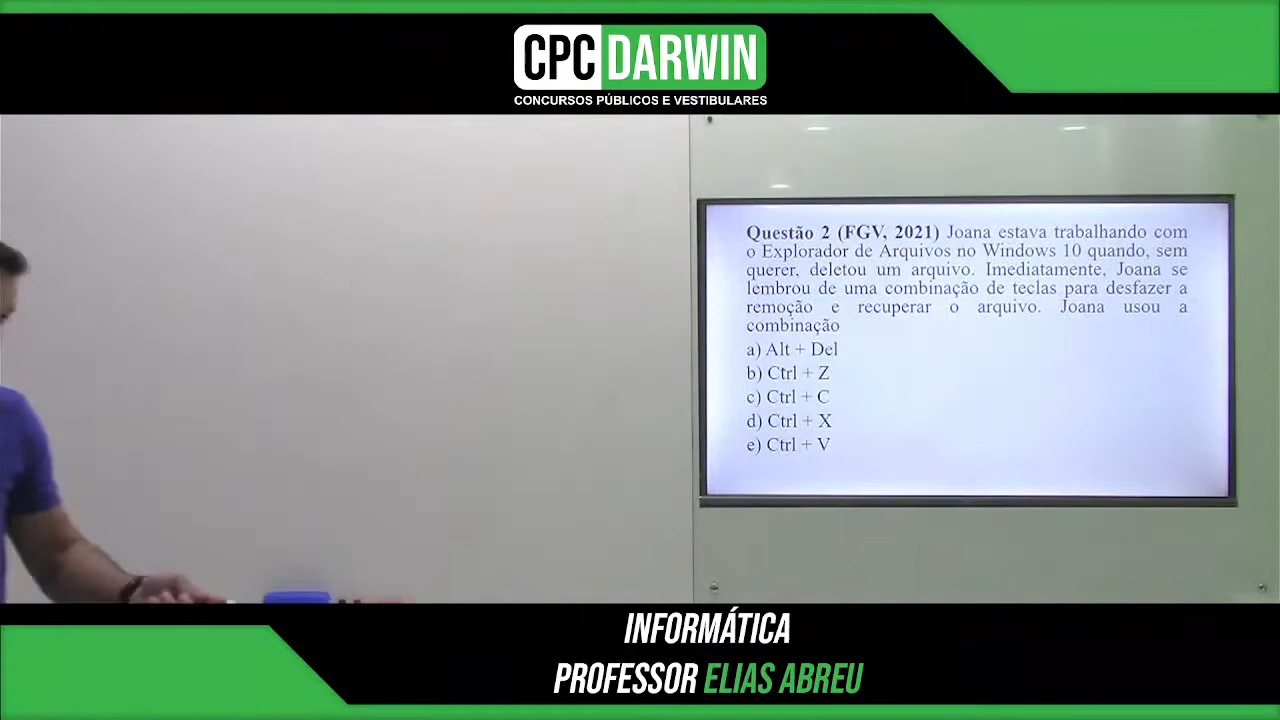 CPC DARWIN
CONCURSOS PÚBLICOS E VESTIBULARES
Questão 2 (FGV, 2021) Joana estava trabalhando com
o Explorador de Arquivos no Windows 10 quando, sem
querer, deletou um arquivo. Imediatamente, Joana se
lembrou de uma combinação de teclas para desfazer a
remoção e recuperar o arquivo. Joana usou a
combinação
a) Alt + Del
b) Ctrl + Z
c) Ctrl + C
d) Ctrl + X
e) Ctrl + V
INFORMÁTICA
PROFESSOR ELIAS ABREU